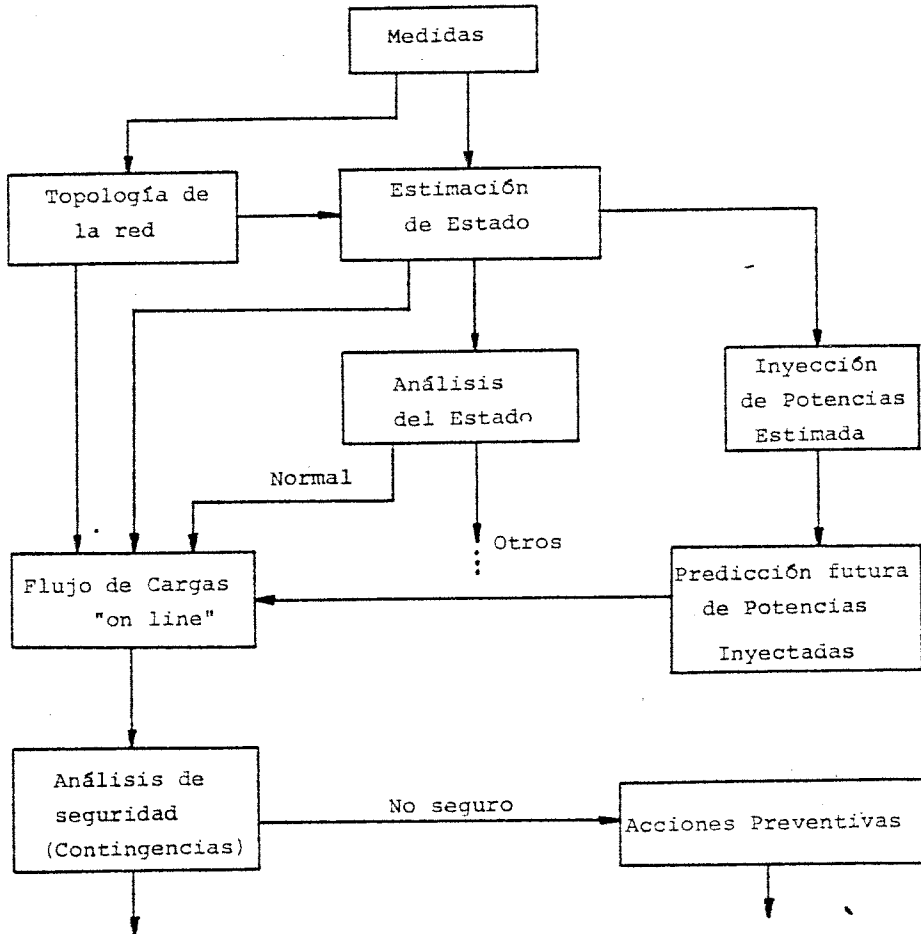 Medidas
Topología de
la red
Estimación
de Estado
Análisis
del Estado
Inyección
de Potencias
Estimada
Normal
Otros
Flujo de Cargas
"on line"
Predicción futura
de Potencias
Inyectadas
Análisis de
seguridad
(Contingencias)
No seguro
Acciones Preventivas